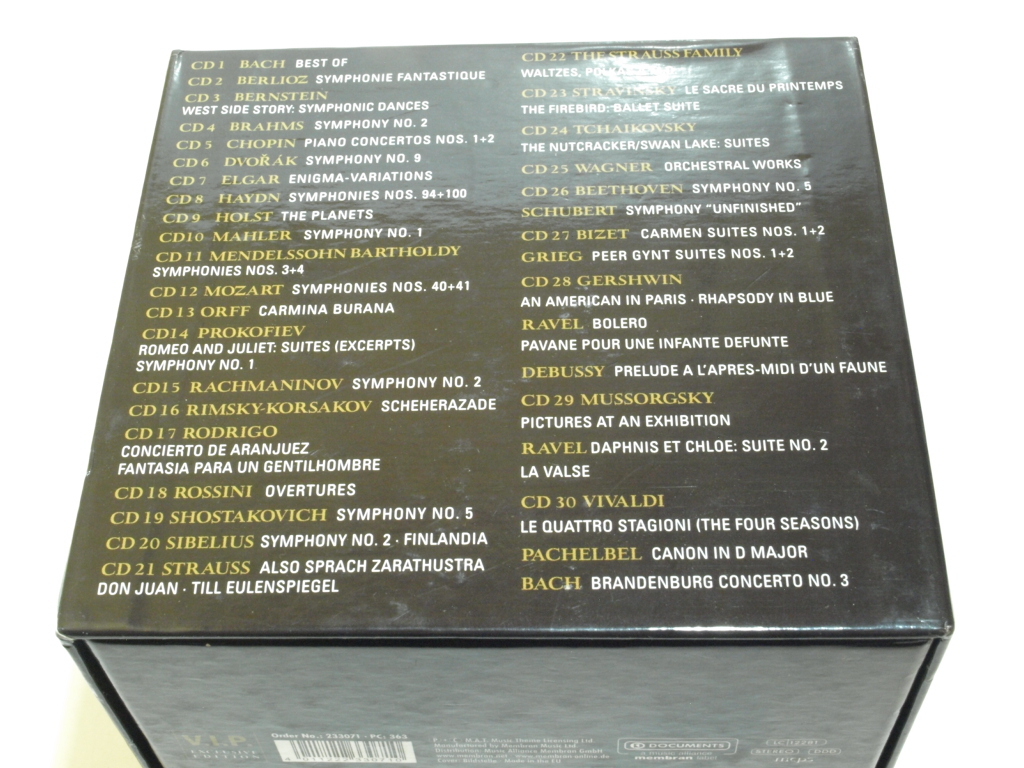 CD 1 BACH BEST OF
CD 2 BERLIOZ SYMPHONIE FANTASTIQUE
CD 3 BERNSTEIN
WEST SIDE STORY: SYMPHONIC DANCES
CD 4 BRAHMS SYMPHONY NO. 2
CD 5 CHOPIN PIANO CONCERTOS NOS. 1+2
CD 6 DVOŘÁK SYMPHONY NO. 9
CD 7 ELGAR ENIGMA-VARIATIONS
CD 8 HAYDN SYMPHONIES NOS. 94+100
CD 9 HOLST THE PLANETS
CD10 MAHLER SYMPHONY NO. 1
CD 11 MENDELSSOHN BARTHOLDY
SYMPHONIES NOS. 3+4
CD 12 MOZART SYMPHONIES NOS. 40+41
CD 13 ORFF CARMINA BURANA
CD14 PROKOFIEV
ROMEO AND JULIET: SUITES (EXCERPTS)
SYMPHONY NO. 1
CD15 RACHMANINOV SYMPHONY NO. 2
CD 16 RIMSKY-KORSAKOV SCHEHERAZADE
CD 17 RODRIGO
CONCIERTO DE ARANJUEZ
FANTASIA PARA UN GENTILHOMBRE
CD 18 ROSSINI OVERTURES
CD 19 SHOSTAKOVICH SYMPHONY NO. 5
CD 20 SIBELIUS SYMPHONY NO. 2 · FINLANDIA
CD 21 STRAUSS ALSO SPRACH ZARATHUSTRA
DON JUAN · TILL EULENSPIEGEL
CD 22 THE STRAUSS FAMILY
WALTZES,
CD 23 STRAVINSKY LE SACRE DU PRINTEMPS
THE FIREBIRD: BALLET SUITE
CD 24 TCHAIKOVSKY
THE NUTCRACKER/SWAN LAKE: SUITES
CD 25 WAGNER ORCHESTRAL WORKS
CD 26 BEETHOVEN SYMPHONY NO. 5
SCHUBERT SYMPHONY "UNFINISHED"
CD 27 BIZET CARMEN SUITES NOS. 1+2
GRIEG PEER GYNT SUITES NOS. 1+2
CD 28 GERSHWIN
AN AMERICAN IN PARIS · RHAPSODY IN BLUE
RAVEL BOLERO
PAVANE POUR UNE INFANTE DEFUNTE
DEBUSSY PRELUDE A L'APRES-MIDI D'UN FAUNE
CD 29 MUSSORGSKY
PICTURES AT AN EXHIBITION
RAVEL DAPHNIS ET CHLOE: SUITE NO. 2
LA VALSE
CD 30 VIVALDI
LE QUATTRO STAGIONI (THE FOUR SEASONS)
PACHELBEL CANON IN D MAJOR
BACH BRANDENBURG CONCERTO NO. 3
V.I.P.
EDITION
Order No.: 233071 · PC: 363
Manufactured by Membran Music Ltd
DOCUMENTS
membran
STEREO DDD